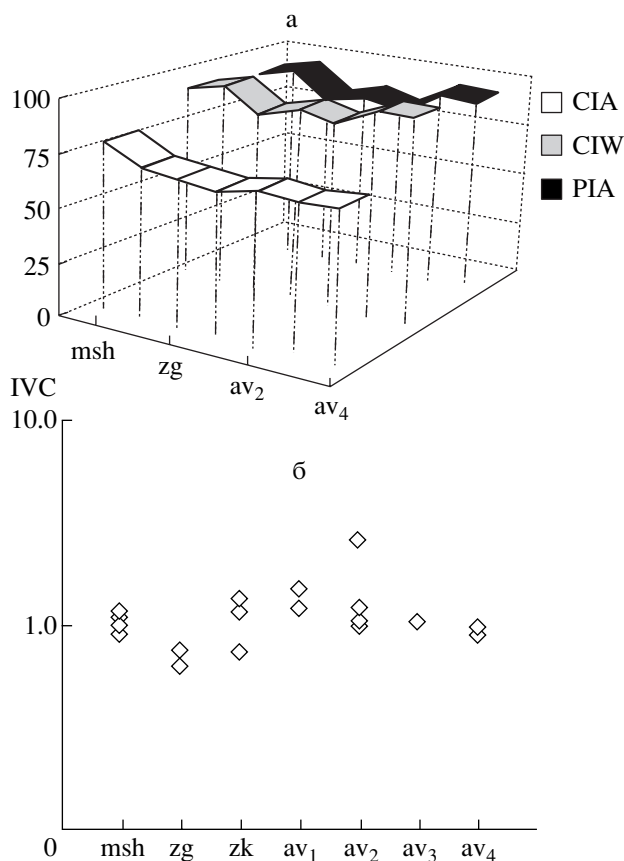 а
100
75
50
25
0
msh
zg
av₂
av₄
CIA
CIW
PIA
IVC
10.0
б
1.0
0
msh zg zk av₁ av₂ av₃ av₄